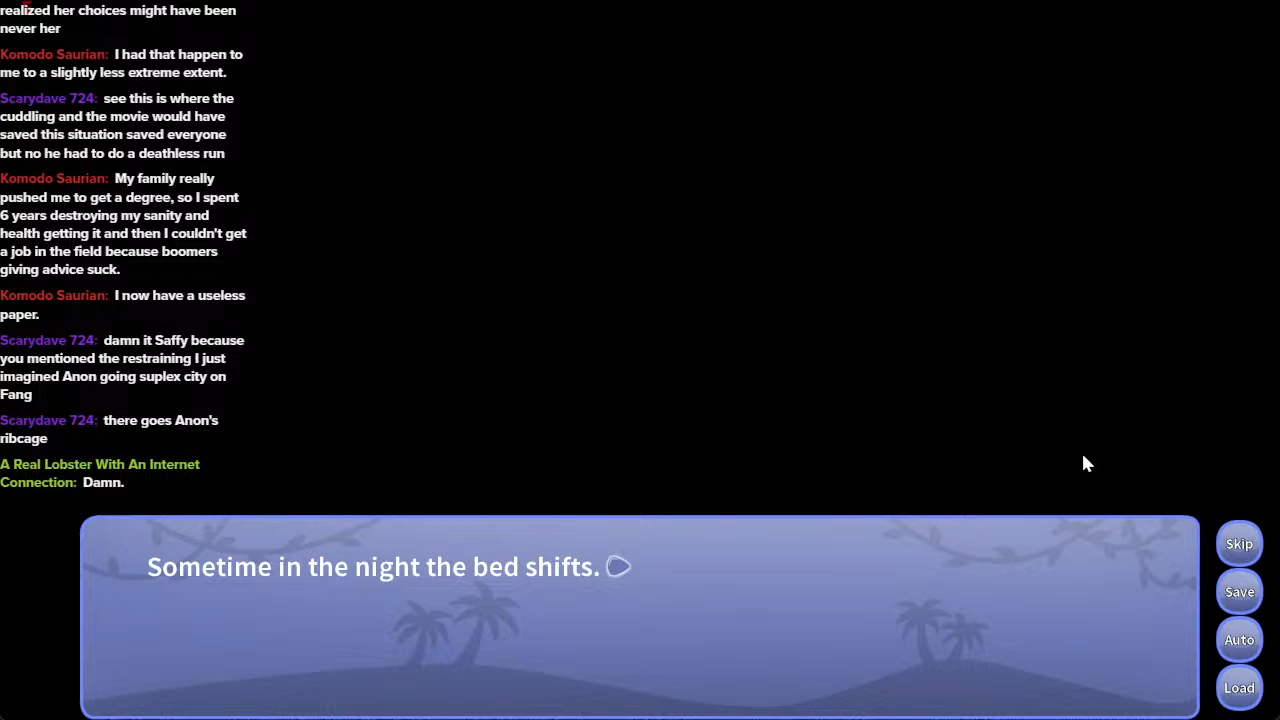 realized her choices might have been
never her
Komodo Saurian: I had that happen to
me to a slightly less extreme extent.
Scarydave 724: see this is where the
cuddling and the movie would have
saved this situation saved everyone
but no he had to do a deathless run
Komodo Saurian: My family really
pushed me to get a degree, so I spent
6 years destroying my sanity and
health getting it and then I couldn't get
a job in the field because boomers
giving advice suck.
Komodo Saurian: I now have a useless
paper.
Scarydave 724: damn it Saffy because
you mentioned the restraining I just
imagined Anon going suplex city on
Fang
Scarydave 724: there goes Anon's
ribcage
A Real Lobster With An Internet
Connection: Damn.
Sometime in the night the bed shifts.
Skip
Save
Auto
Load